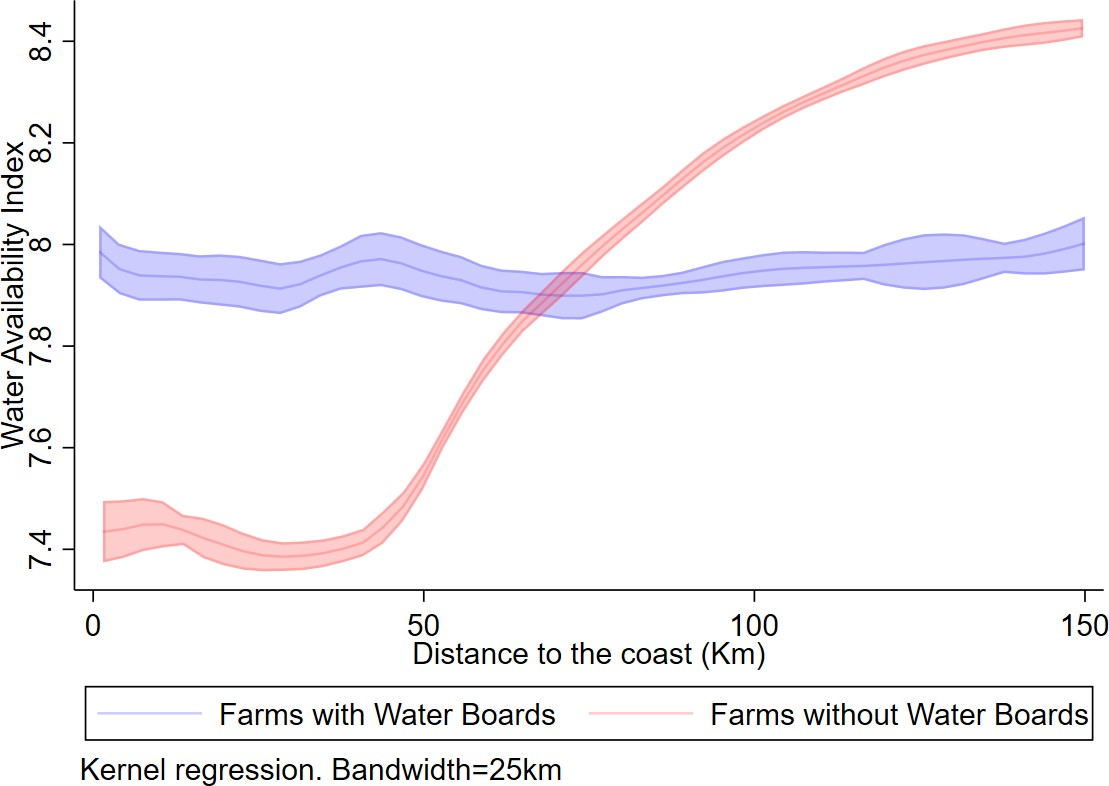 Water Availability Index
8.4
8.2
8
7.8
7.6
7.4
0 50 100 150
Distance to the coast (Km)
Farms with Water Boards Farms without Water Boards
Kernel regression. Bandwidth=25km